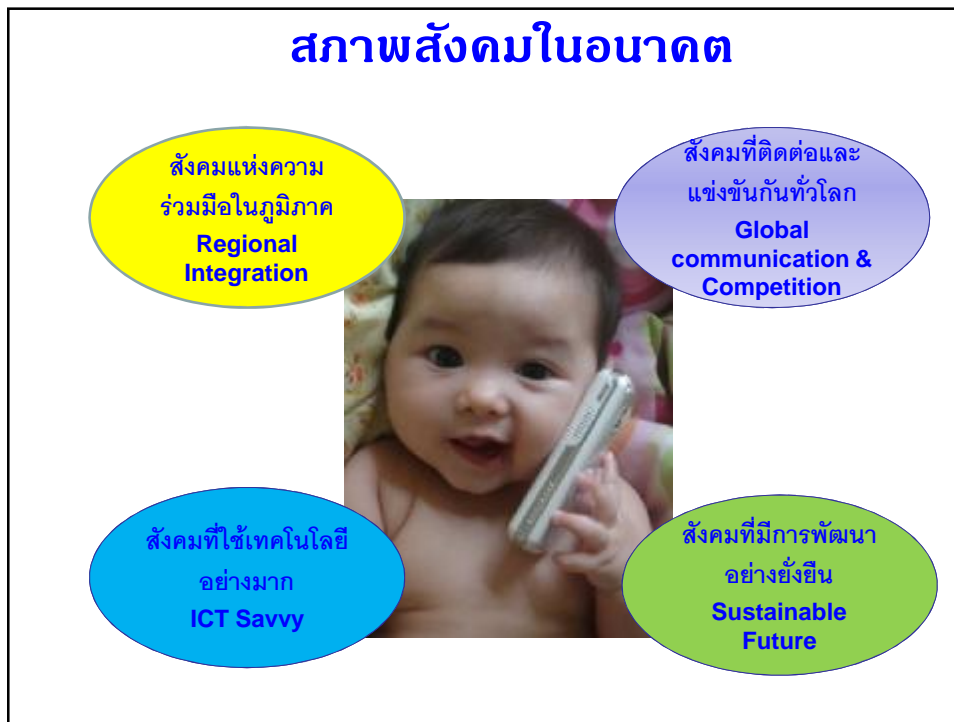 สภาพสังคมในอนาคต
สังคมแห่งความ
ร่วมมือในภูมิภาค
Regional
Integration
สังคมที่ติดต่อและ
แข่งขันกันทั่วโลก
Global
communication &
Competition
สังคมที่ใช้เทคโนโลยี
อย่างมาก
ICT Savvy
สังคมที่มีการพัฒนา
อย่างยั่งยืน
Sustainable
Future